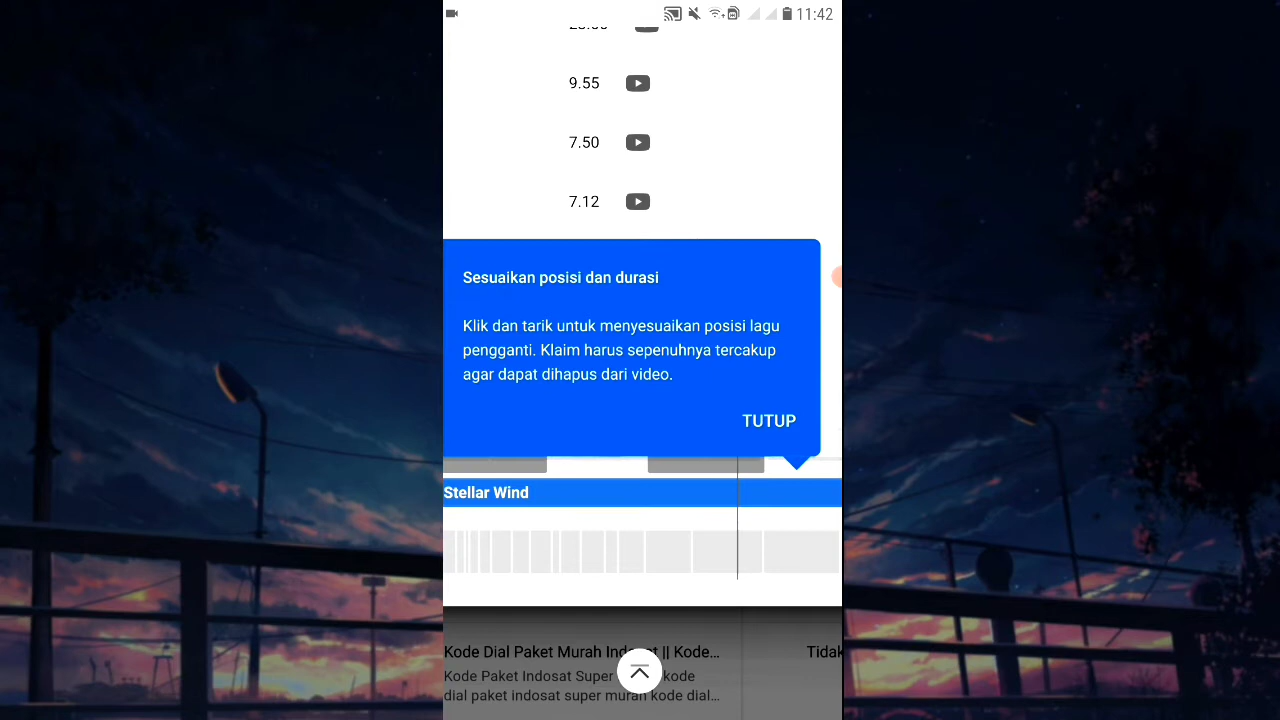 11:42
9.55
7.50
7.12
Sesuaikan posisi dan durasi
Klik dan tarik untuk menyesuaikan posisi lagu
pengganti. Klaim harus sepenuhnya tercakup
agar dapat dihapus dari video.
TUTUP
Stellar Wind
Kode Dial Paket Murah Indosat || Kode...
Tidak
Kode Paket Indosat Super kode
dial paket indosat super murah kode dial...